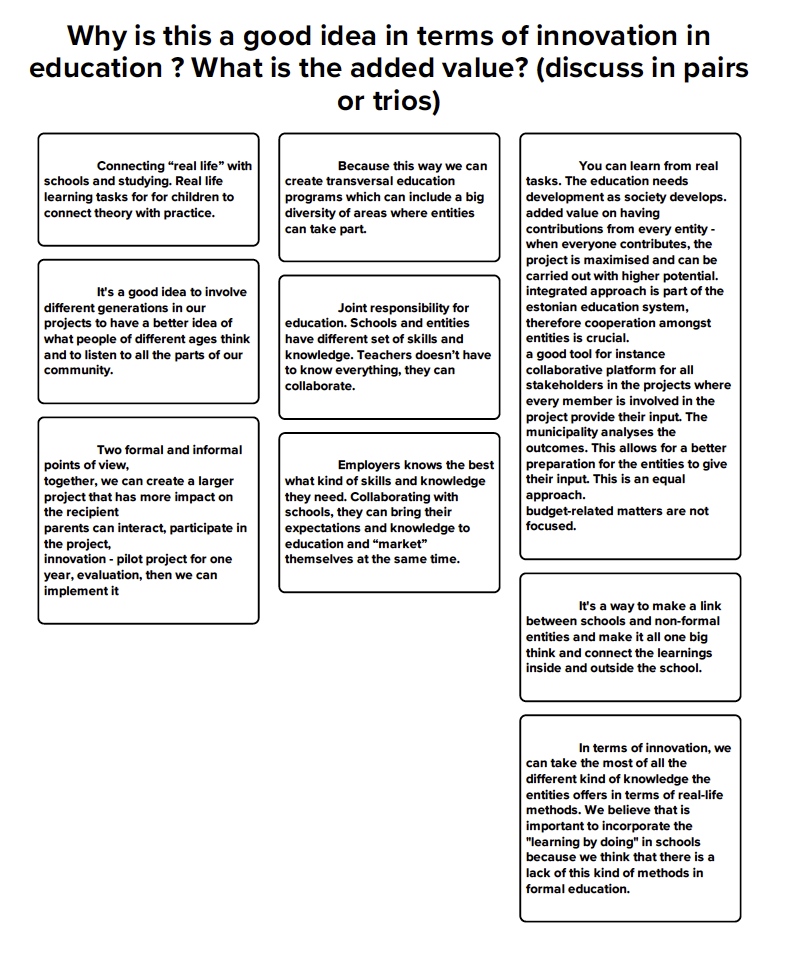 Why is this a good idea in terms of innovation in
education ? What is the added value? (discuss in pairs
or trios)
Connecting “real life” with
schools and studying. Real life
learning tasks for for children to
connect theory with practice.
It's a good idea to involve
different generations in our
projects to have a better idea of
what people of different ages think
and to listen to all the parts of our
community.
Two formal and informal
points of view,
together, we can create a larger
project that has more impact on
the recipient
parents can interact, participate in
the project,
innovation - pilot project for one
year, evaluation, then we can
implement it
Because this way we can
create transversal education
programs which can include a big
diversity of areas where entities
can take part.
Joint responsibility for
education. Schools and entities
have different set of skills and
knowledge. Teachers doesn’t have
to know everything, they can
collaborate.
Employers knows the best
what kind of skills and knowledge
they need. Collaborating with
schools, they can bring their
expectations and knowledge to
education and “market”
themselves at the same time.
You can learn from real
tasks. The education needs
development as society develops.
added value on having
contributions from every entity -
when everyone contributes, the
project is maximised and can be
carried out with higher potential.
integrated approach is part of the
estonian education system,
therefore cooperation amongst
entities is crucial.
a good tool for instance
collaborative platform for all
stakeholders in the projects where
every member is involved in the
project provide their input. The
municipality analyses the
outcomes. This allows for a better
preparation for the entities to give
their input. This is an equal
approach.
budget-related matters are not
focused.
It's a way to make a link
between schools and non-formal
entities and make it all one big
think and connect the learnings
inside and outside the school.
In terms of innovation, we
can take the most of all the
different kind of knowledge the
entities offers in terms of real-life
methods. We believe that is
important to incorporate the
"learning by doing" in schools
because we think that there is a
lack of this kind of methods in
formal education.